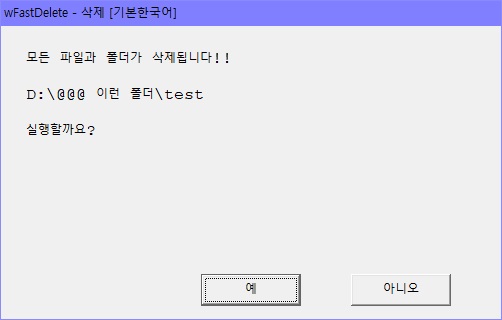 wFastDelete - 삭제 [기본한국어]
모든 파일과 폴더가 삭제됩니다!!
D:\@@@ 이런 폴더\test
실행할까요?
예
아니오